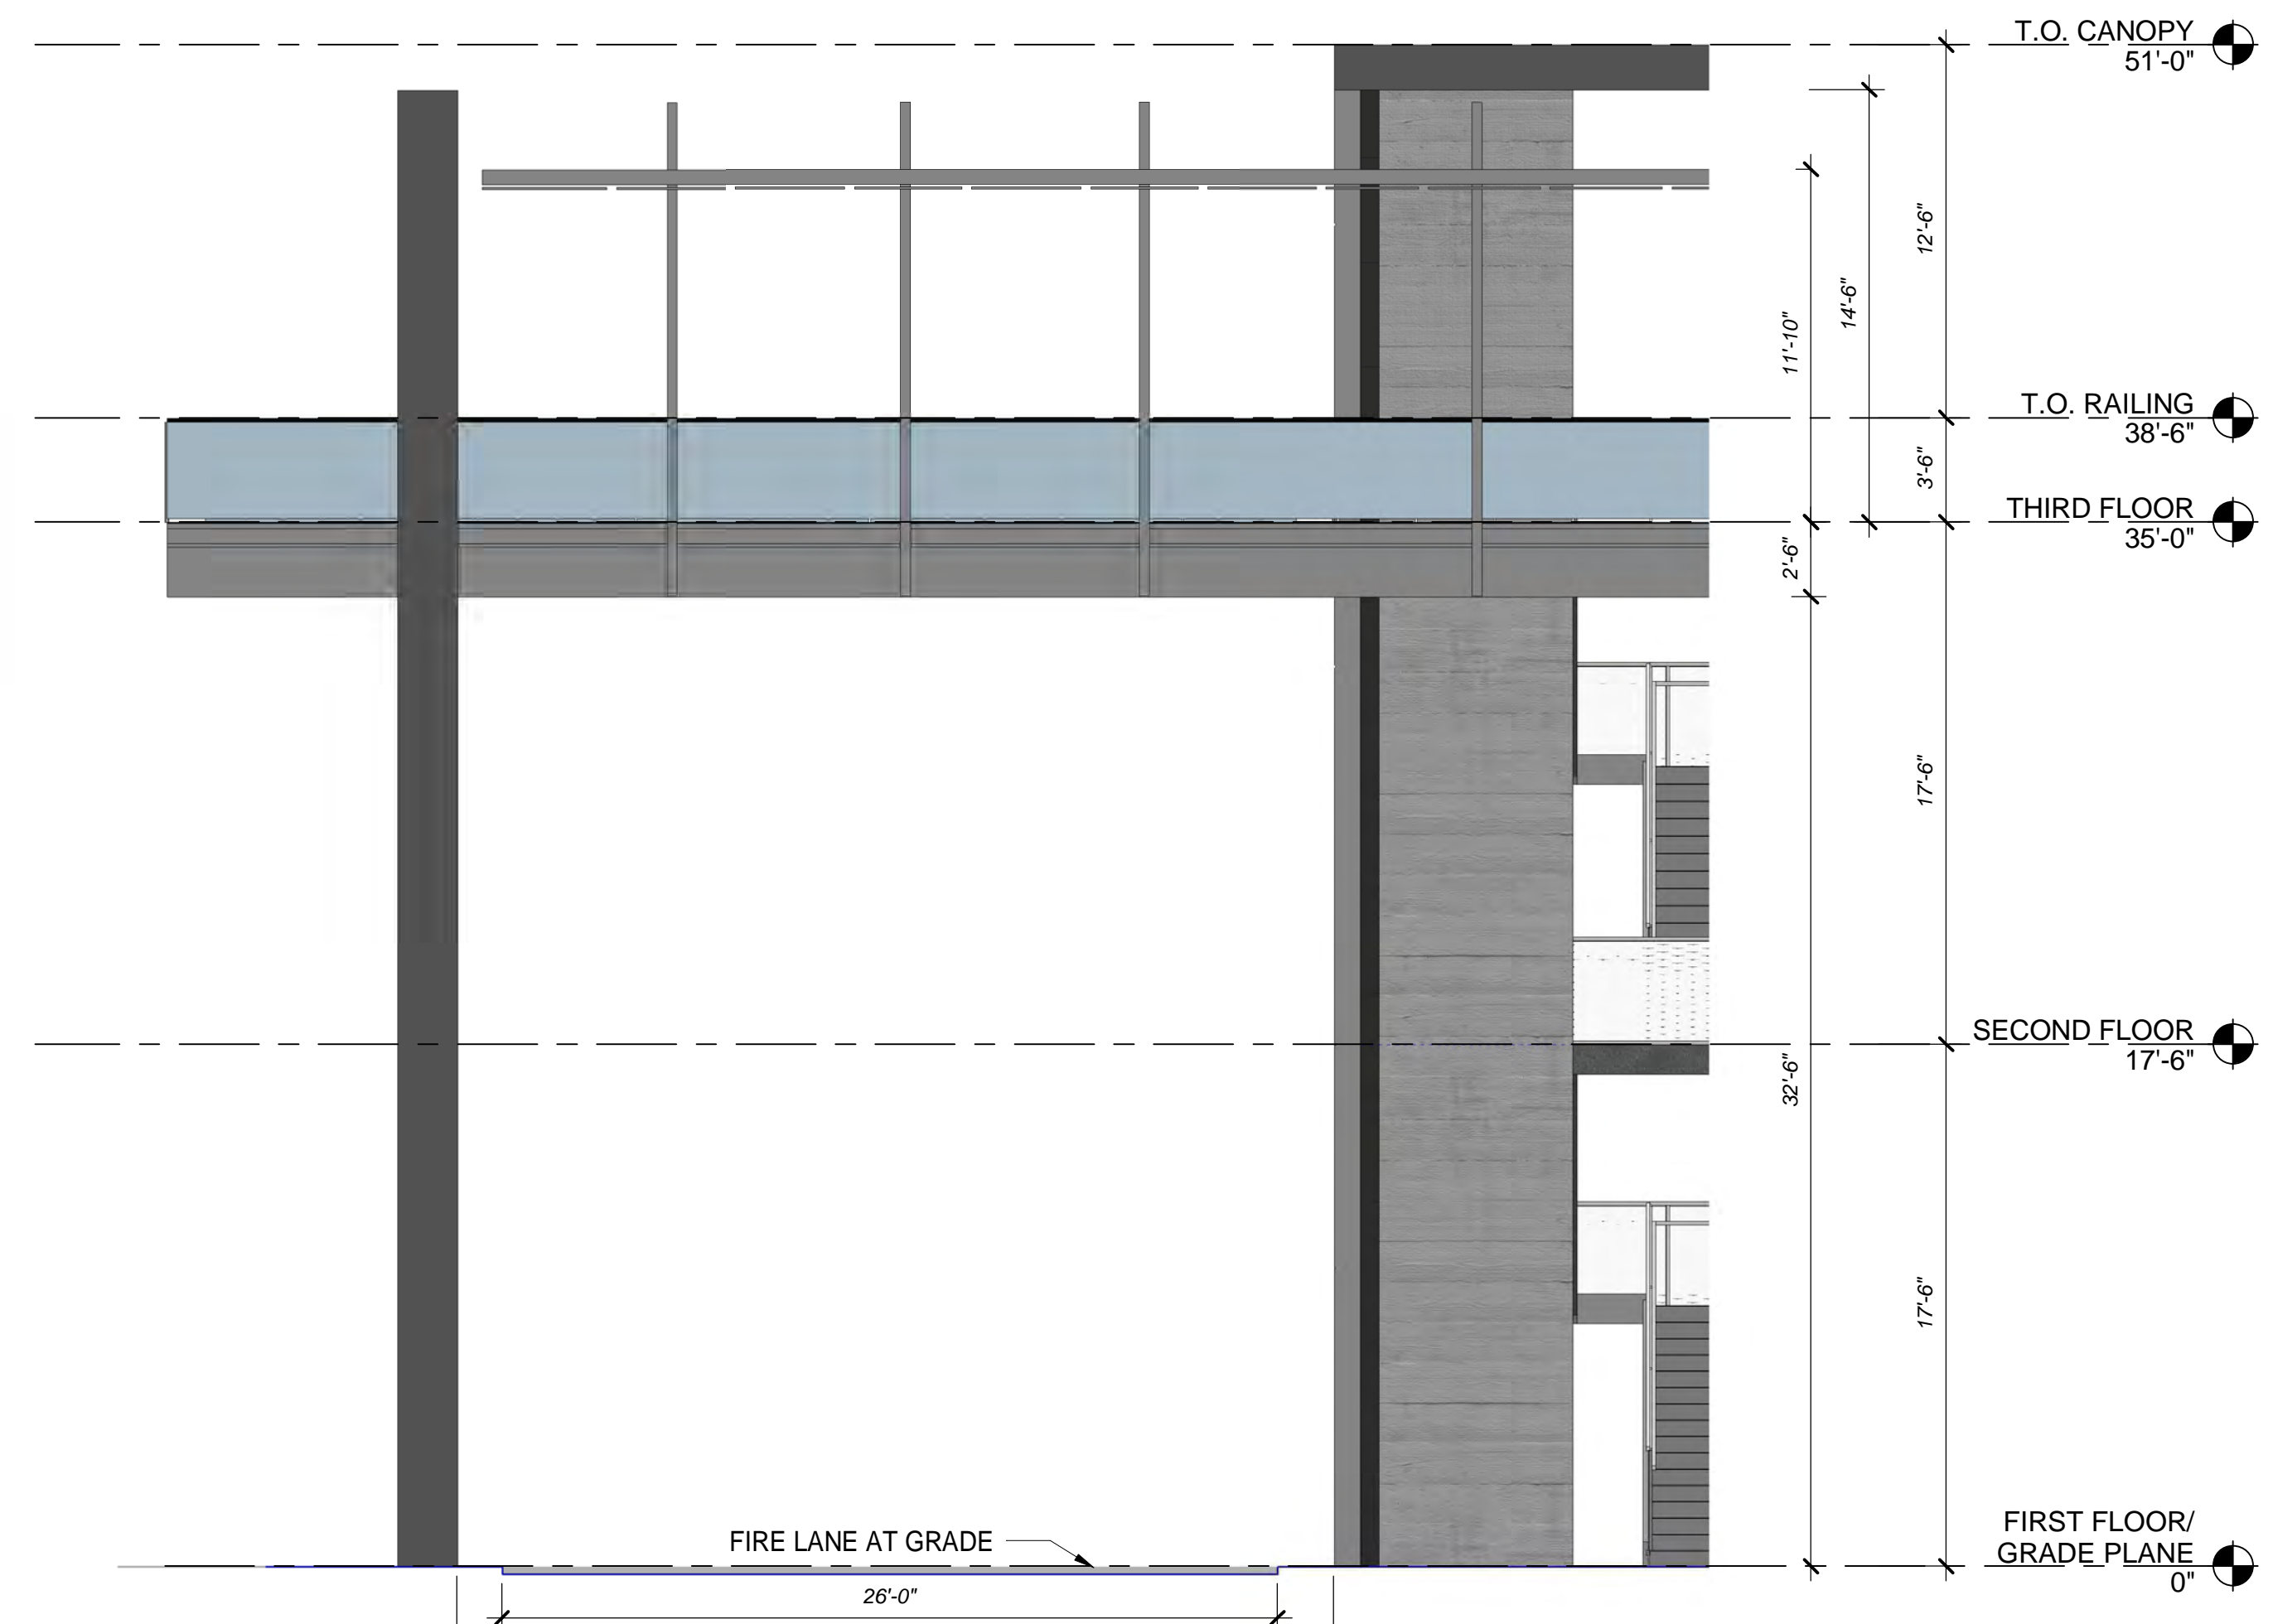 T.O. CANOPY
51'-0"
12'-6"
14'-6"
11'-10"
T.O. RAILING
38'-6"
3'-6"
THIRD FLOOR
35'-0"
2'-6"
17'-6"
SECOND FLOOR
17'-6"
32'-6"
17'-6"
FIRE LANE AT GRADE
FIRST FLOOR/
GRADE PLANE
0"
26'-0"